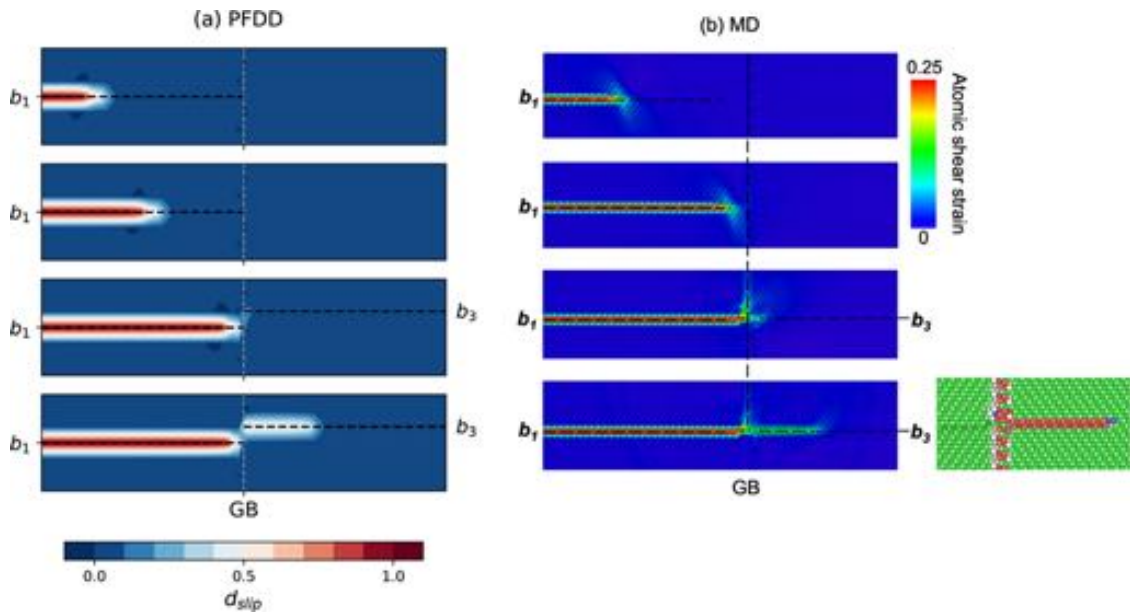 (a) PFDD
(b) MD
b1
b1
b1
b3
b1
b3
GB
0.0
0.5
1.0
dslip
b1
b1
b1
b3
b1
b3
GB
0.25
Atomic shear strain
0